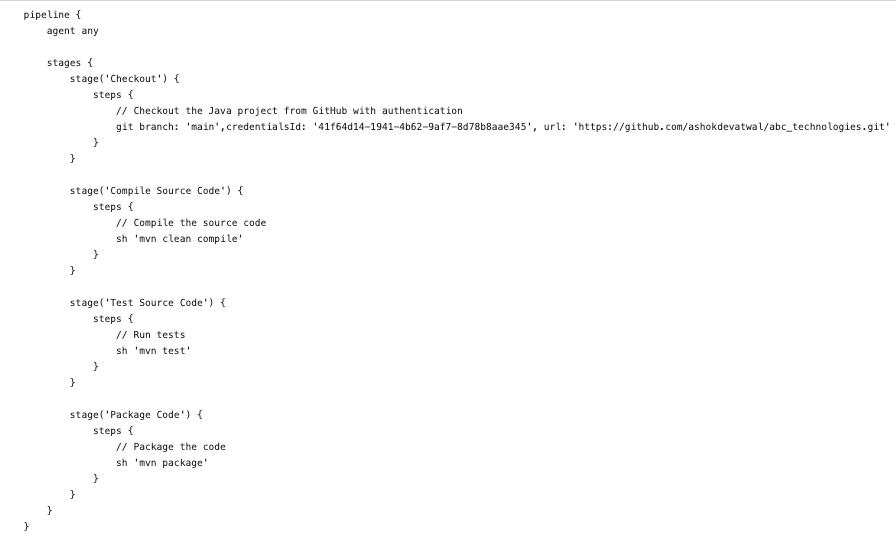 pipeline {
    agent any

    stages {
        stage('Checkout') {
            steps {
                // Checkout the Java project from GitHub with authentication
                git branch: 'main',credentialsId: '41f64d14-1941-4b62-9af7-8d78b8aae345', url: 'https://github.com/ashokdevatwal/abc_technologies.git'
            }
        }

        stage('Compile Source Code') {
            steps {
                // Compile the source code
                sh 'mvn clean compile'
            }
        }

        stage('Test Source Code') {
            steps {
                // Run tests
                sh 'mvn test'
            }
        }

        stage('Package Code') {
            steps {
                // Package the code
                sh 'mvn package'
            }
        }
    }
}